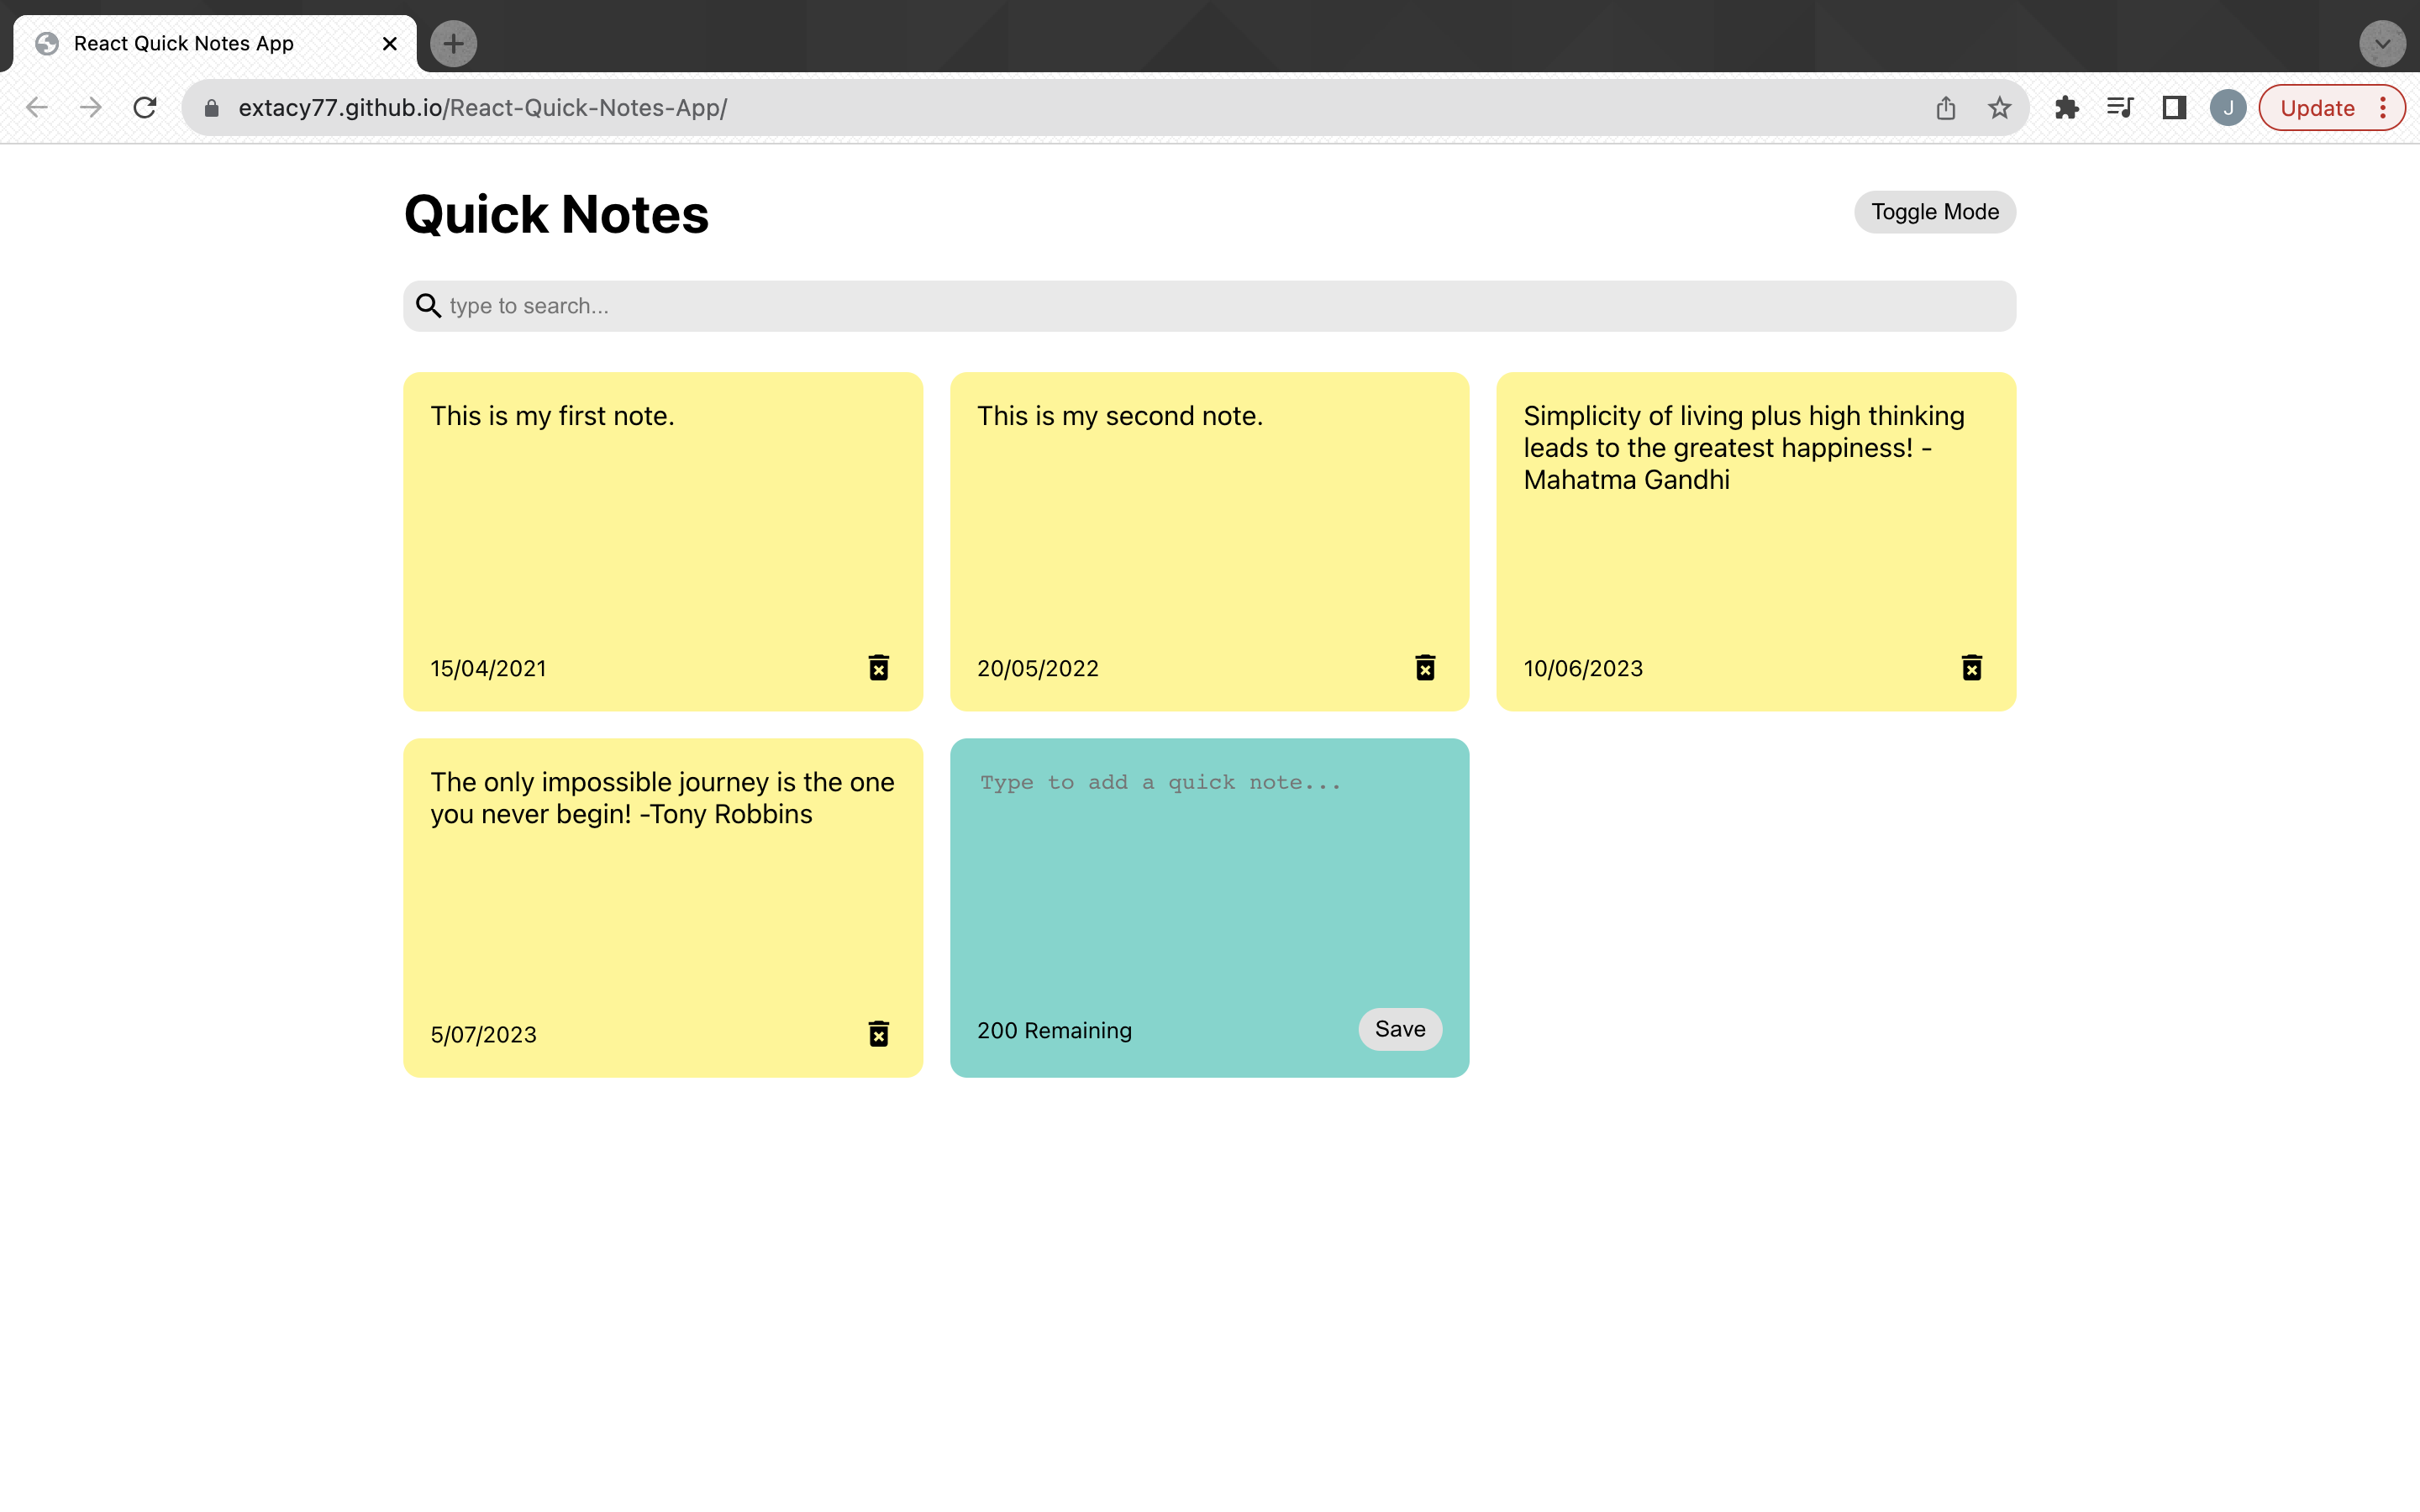 React Quick Notes App
extacy77.github.io/React-Quick-Notes-App/
J
Update
Quick Notes
Toggle Mode
type to search...
This is my first note.
15/04/2021
This is my second note.
20/05/2022
Simplicity of living plus high thinking
leads to the greatest happiness! -
Mahatma Gandhi
10/06/2023
The only impossible journey is the one
you never begin! -Tony Robbins
5/07/2023
Type to add a quick note...
200 Remaining
Save